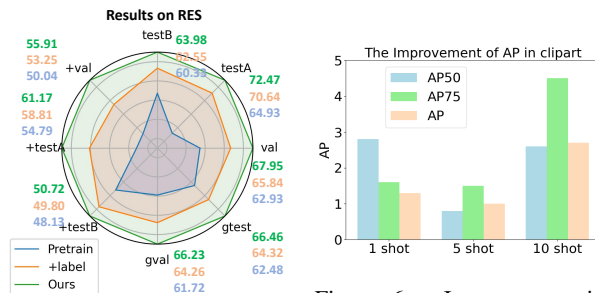 Results on RES
testB
63.98
62.55
60.33
testA
72.47
70.64
64.93
val
67.95
65.84
62.93
gtest
66.46
64.32
62.48
gval
66.23
64.26
61.72
+testB
50.72
49.80
48.13
+testA
61.17
58.81
54.79
+val
55.91
53.25
50.04
Pretrain
+label
Ours
The Improvement of AP in clipart
AP50
AP75
AP
AP
5
4
3
2
1
0
1 shot
5 shot
10 shot